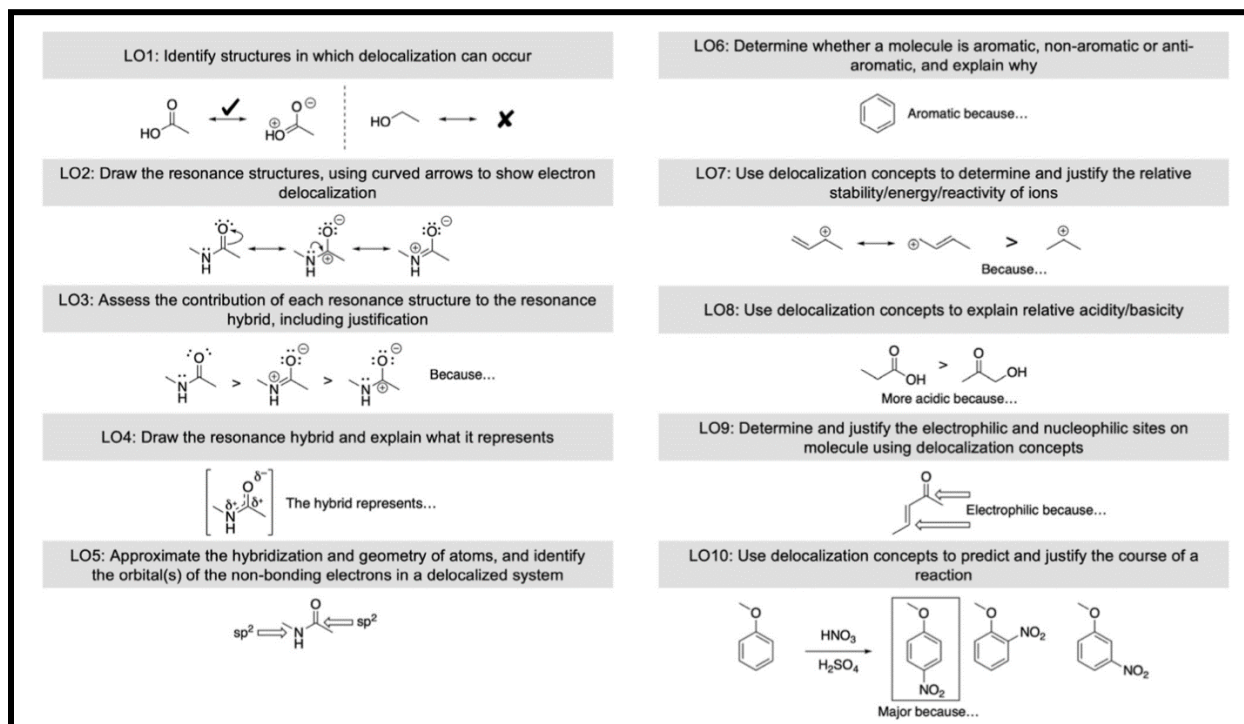 LO1: Identify structures in which delocalization can occur
O
HO
✓
O ⊖
⊕
HO
HO
✘
LO2: Draw the resonance structures, using curved arrows to show electron
delocalization
O
N
H
O ⊖
N ⊕
H
O ⊖
⊕
N
H
LO3: Assess the contribution of each resonance structure to the resonance
hybrid, including justification
O
N
H
>
O ⊖
⊕
N
H
>
O ⊖
N ⊕
H
Because...
LO4: Draw the resonance hybrid and explain what it represents
δ−
O
δ+ δ+
N
H
The hybrid represents...
LO5: Approximate the hybridization and geometry of atoms, and identify
the orbital(s) of the non-bonding electrons in a delocalized system
O
sp² N sp²
H
LO6: Determine whether a molecule is aromatic, non-aromatic or anti-
aromatic, and explain why
Aromatic because...
LO7: Use delocalization concepts to determine and justify the relative
stability/energy/reactivity of ions
⊕ ⊕ > ⊕
Because...
LO8: Use delocalization concepts to explain relative acidity/basicity
O
OH
>
O
OH
More acidic because...
LO9: Determine and justify the electrophilic and nucleophilic sites on
molecule using delocalization concepts
O
Electrophilic because...
LO10: Use delocalization concepts to predict and justify the course of a
reaction
O
HNO₃
H₂SO₄
O
NO₂
O
NO₂
O
NO₂
Major because...